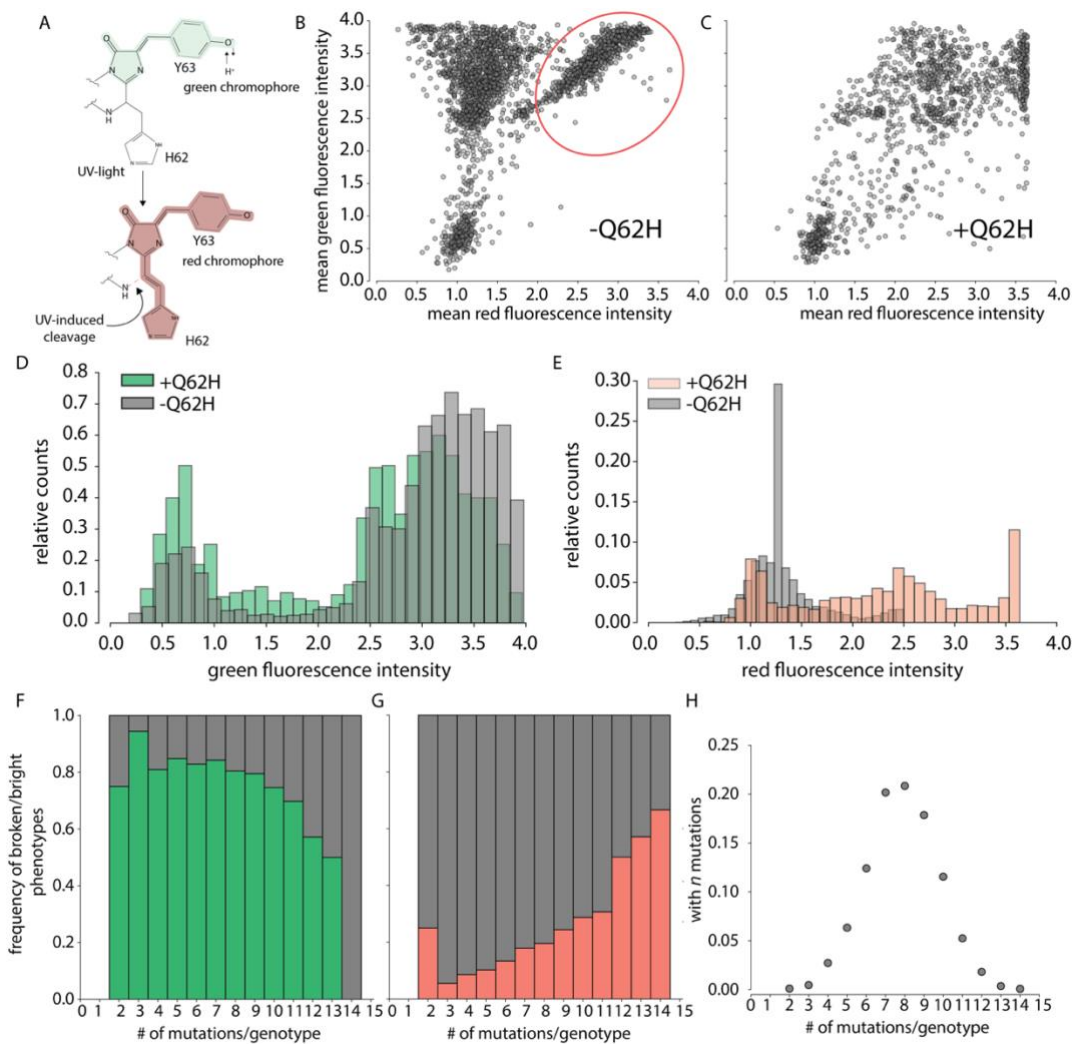 A
O
O⁻
N
N
Y63
H⁺
green chromophore
N
H
NH
N
H62
UV-light
O
O⁻
N
N
Y63
red chromophore
N
H
NH
N
UV-induced
cleavage
H62
B
mean green fluorescence intensity
4.0
3.5
3.0
2.5
2.0
1.5
1.0
0.5
0.0
-Q62H
0.0 0.5 1.0 1.5 2.0 2.5 3.0 3.5 4.0
mean red fluorescence intensity
C
+Q62H
0.0 0.5 1.0 1.5 2.0 2.5 3.0 3.5 4.0
mean red fluorescence intensity
D
+Q62H
-Q62H
relative counts
0.8
0.7
0.6
0.5
0.4
0.3
0.2
0.1
0.0
0.0 0.5 1.0 1.5 2.0 2.5 3.0 3.5 4.0
green fluorescence intensity
E
+Q62H
-Q62H
relative counts
0.30
0.25
0.20
0.15
0.10
0.05
0.00
0.0 0.5 1.0 1.5 2.0 2.5 3.0 3.5 4.0
red fluorescence intensity
F
frequency of broken/bright
phenotypes
1.0
0.8
0.6
0.4
0.2
0.0
0 1 2 3 4 5 6 7 8 9 10 11 12 13 14 15
# of mutations/genotype
G
0 1 2 3 4 5 6 7 8 9 10 11 12 13 14 15
# of mutations/genotype
H
with n mutations
0.25
0.20
0.15
0.10
0.05
0.00
0 1 2 3 4 5 6 7 8 9 10 11 12 13 14 15
# of mutations/genotype